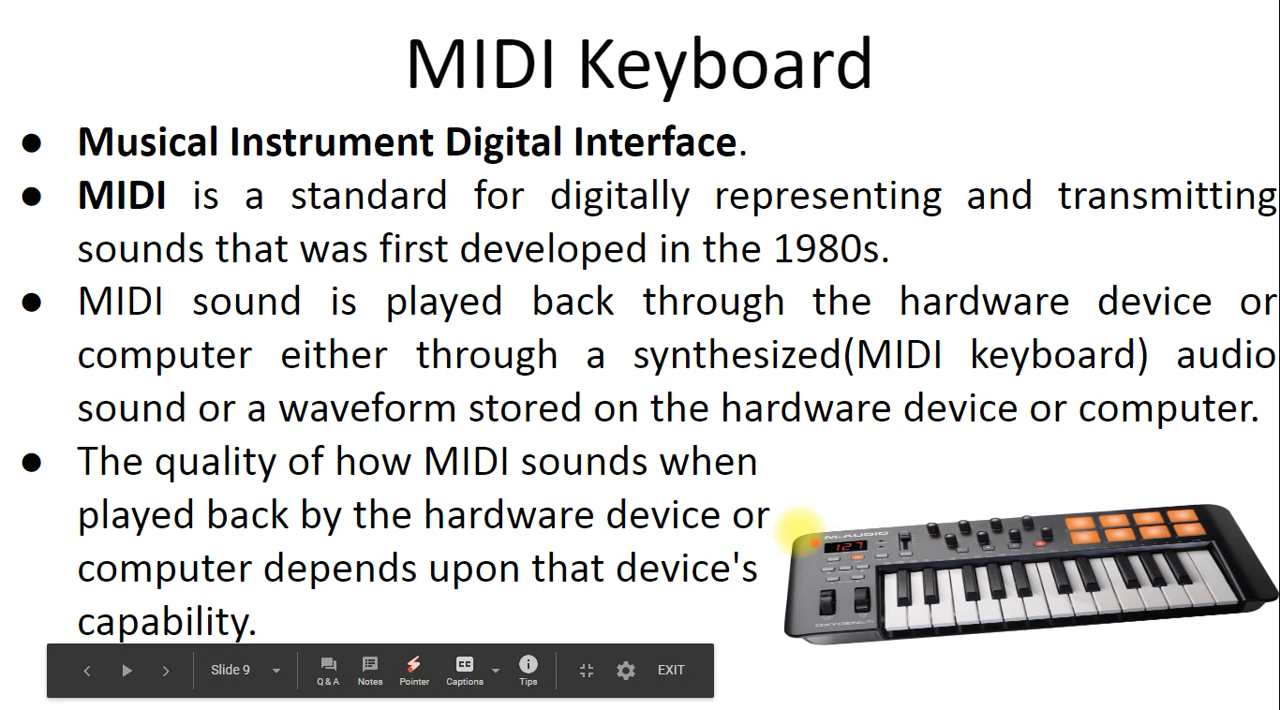 MIDI Keyboard
● Musical Instrument Digital Interface.
● MIDI is a standard for digitally representing and transmitting
sounds that was first developed in the 1980s.
● MIDI sound is played back through the hardware device or
computer either through a synthesized(MIDI keyboard) audio
sound or a waveform stored on the hardware device or computer.
● The quality of how MIDI sounds when
played back by the hardware device or
computer depends upon that device's
capability.
M-AUDIO
127
Slide 9
Q & A
Notes
Pointer
CC
Captions
Tips
EXIT